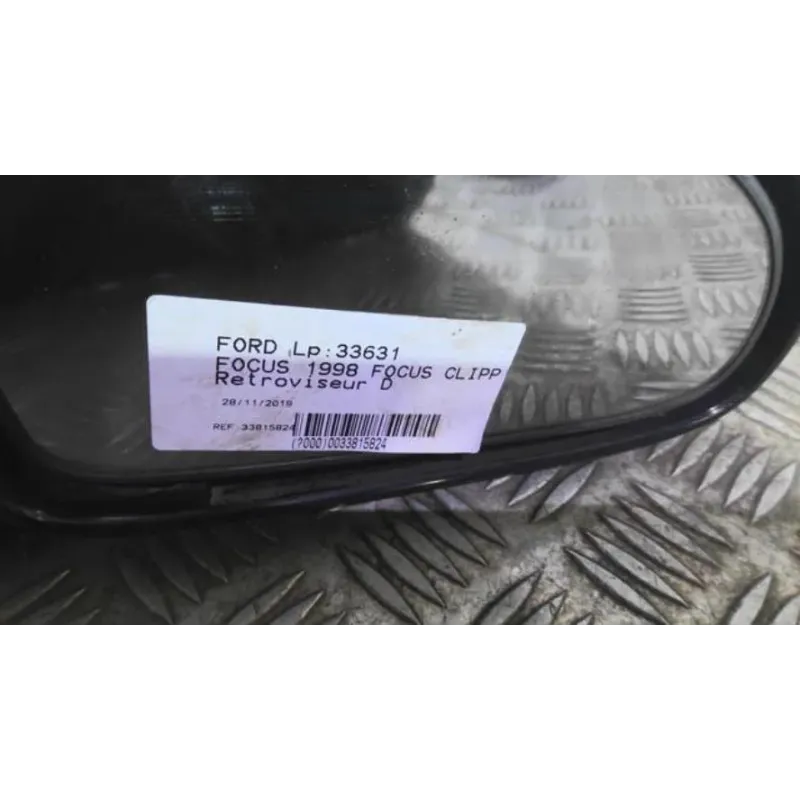 FORD Lp:33631
FOCUS 1998 FOCUS CLIPP
Retroviseur D
28/11/2019
REF 33815824
(?000)0033815824